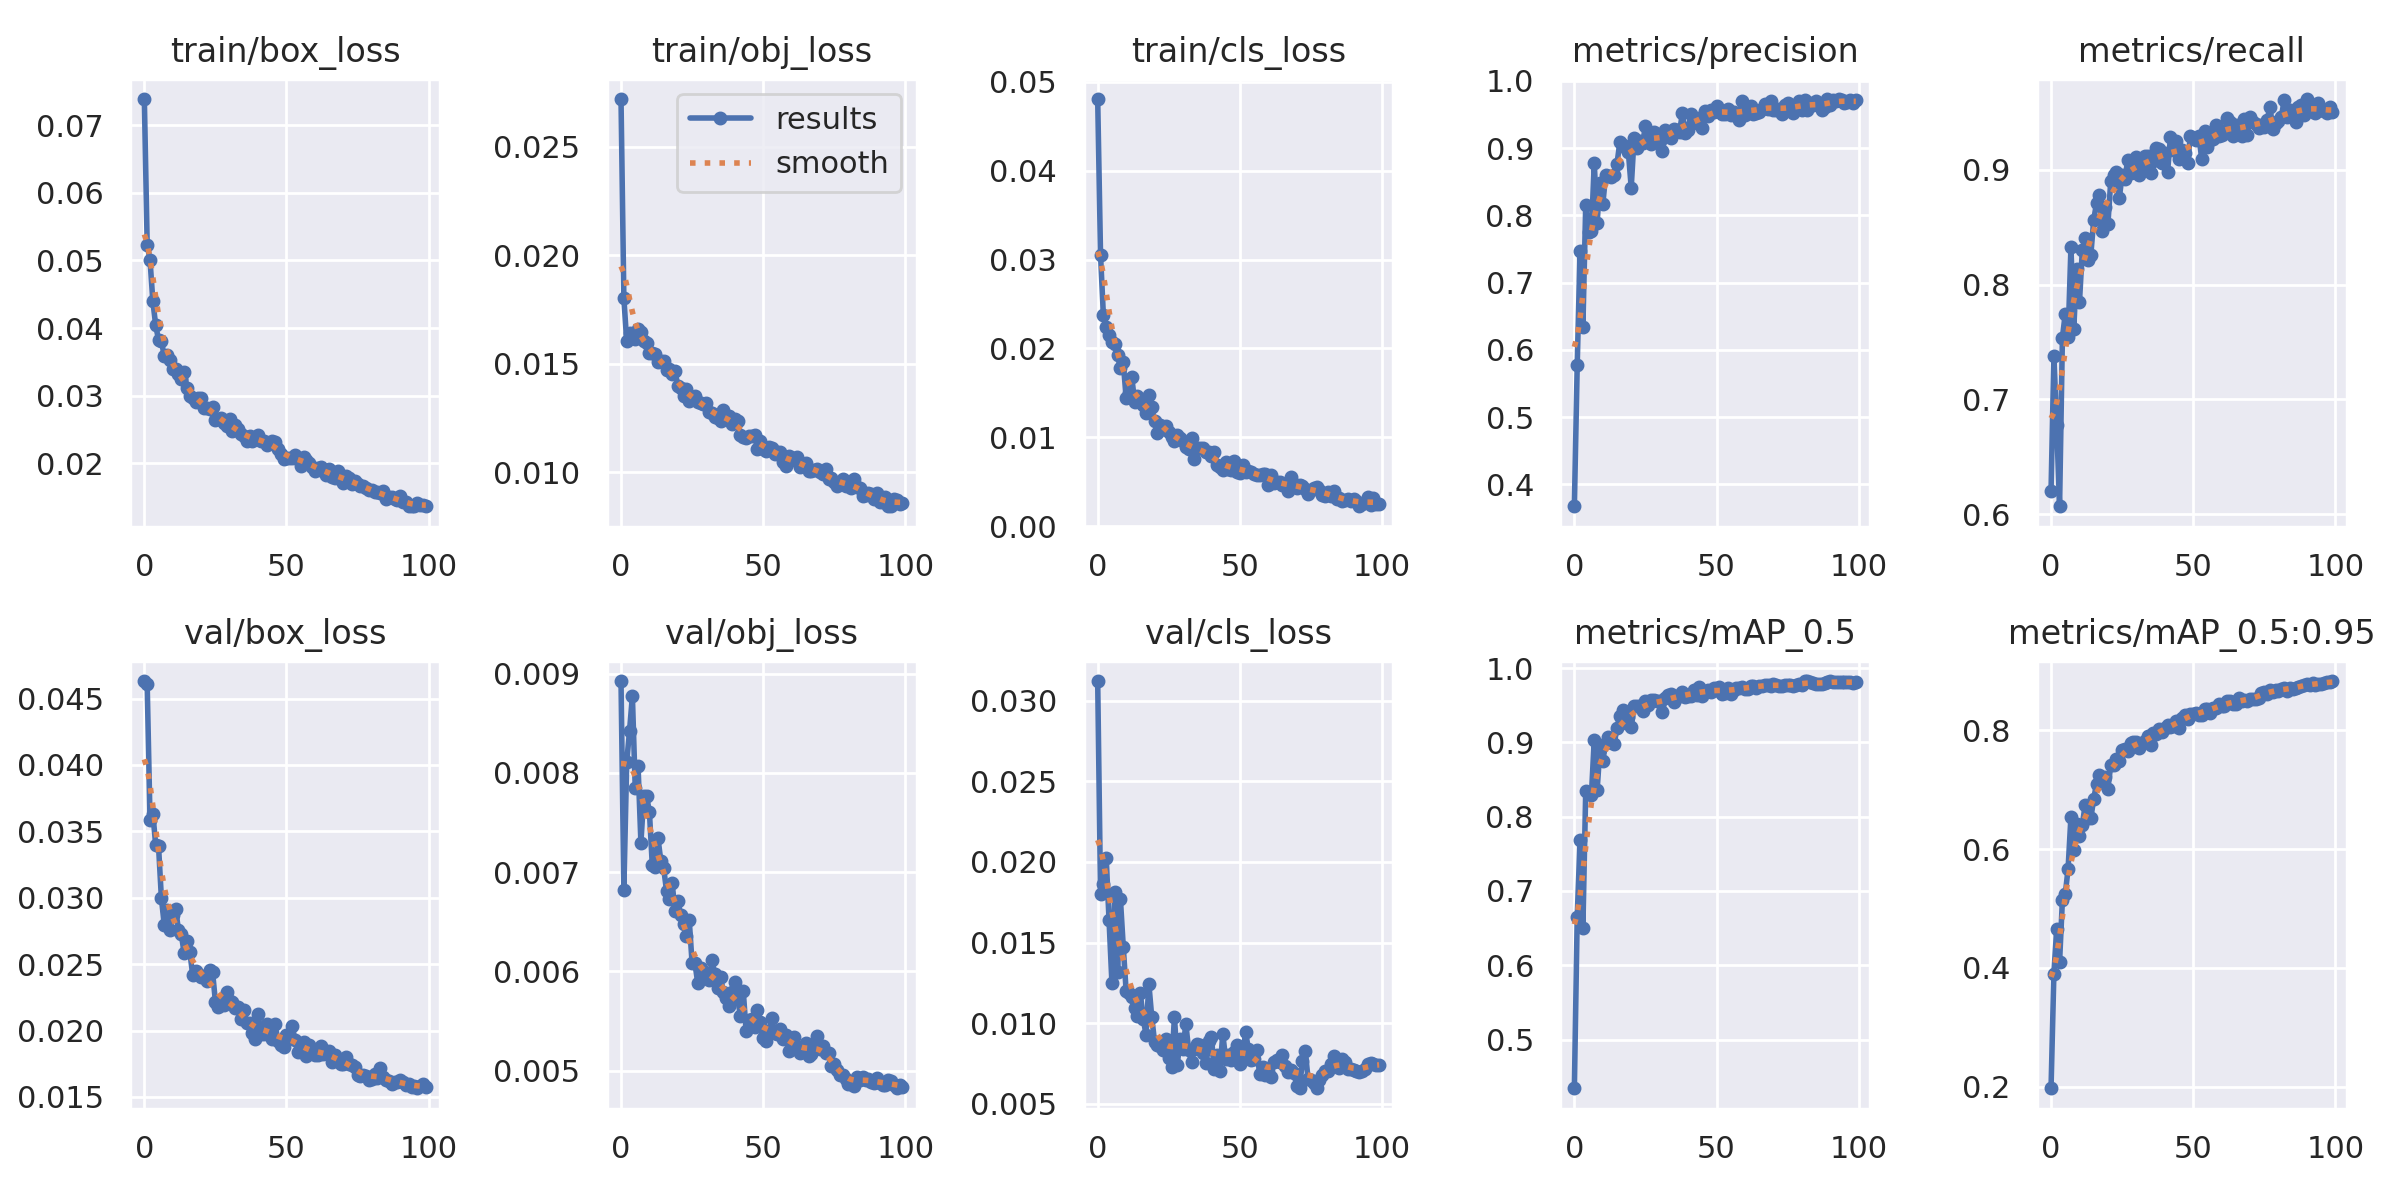 train/box_loss
0.07
0.06
0.05
0.04
0.03
0.02
0 50 100
train/obj_loss
results
smooth
0.025
0.020
0.015
0.010
0 50 100
train/cls_loss
0.05
0.04
0.03
0.02
0.01
0.00
0 50 100
metrics/precision
1.0
0.9
0.8
0.7
0.6
0.5
0.4
0 50 100
metrics/recall
0.9
0.8
0.7
0.6
0 50 100
val/box_loss
0.045
0.040
0.035
0.030
0.025
0.020
0.015
0 50 100
val/obj_loss
0.009
0.008
0.007
0.006
0.005
0 50 100
val/cls_loss
0.030
0.025
0.020
0.015
0.010
0.005
0 50 100
metrics/mAP_0.5
1.0
0.9
0.8
0.7
0.6
0.5
0 50 100
metrics/mAP_0.5:0.95
0.8
0.6
0.4
0.2
0 50 100